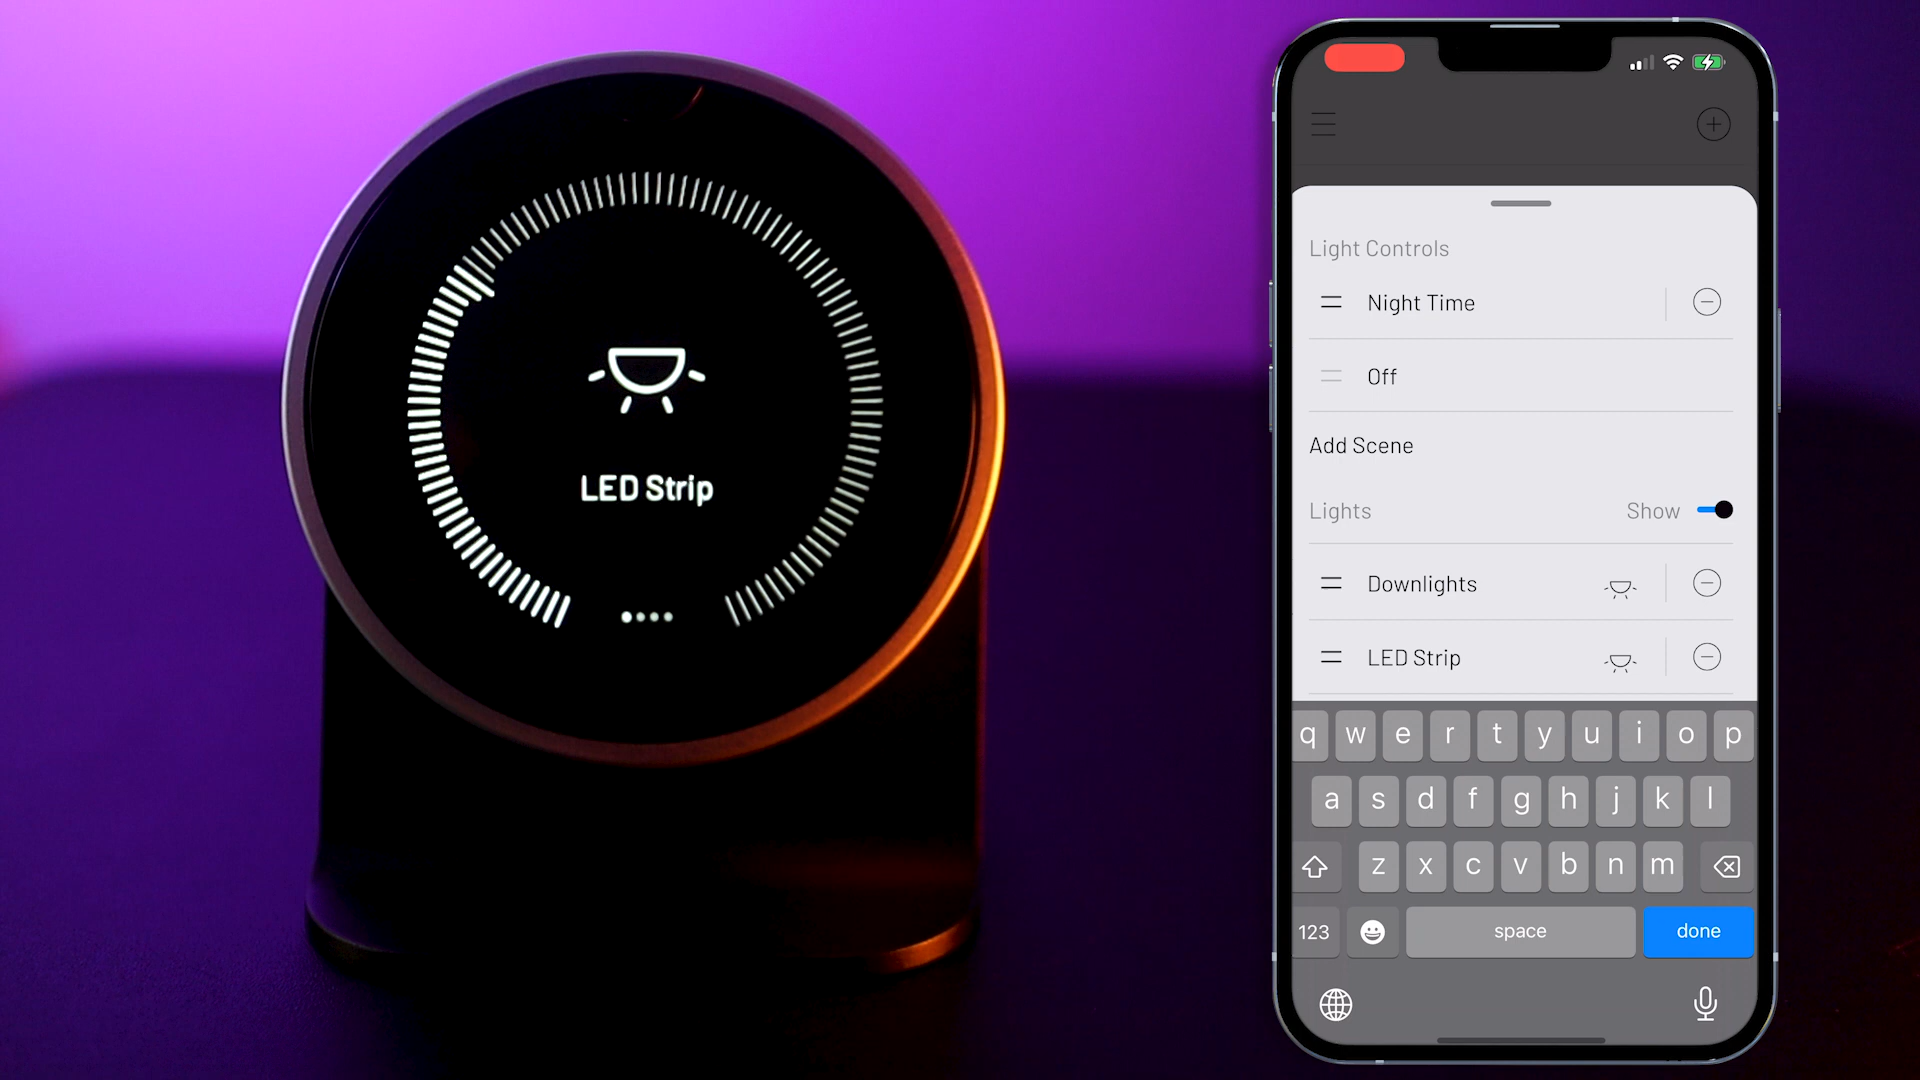 LED Strip
Light Controls
Night Time
Off
Add Scene
Lights Show
Downlights
LED Strip
q w e r t y u i o p
a s d f g h j k l
z x c v b n m
123 space done